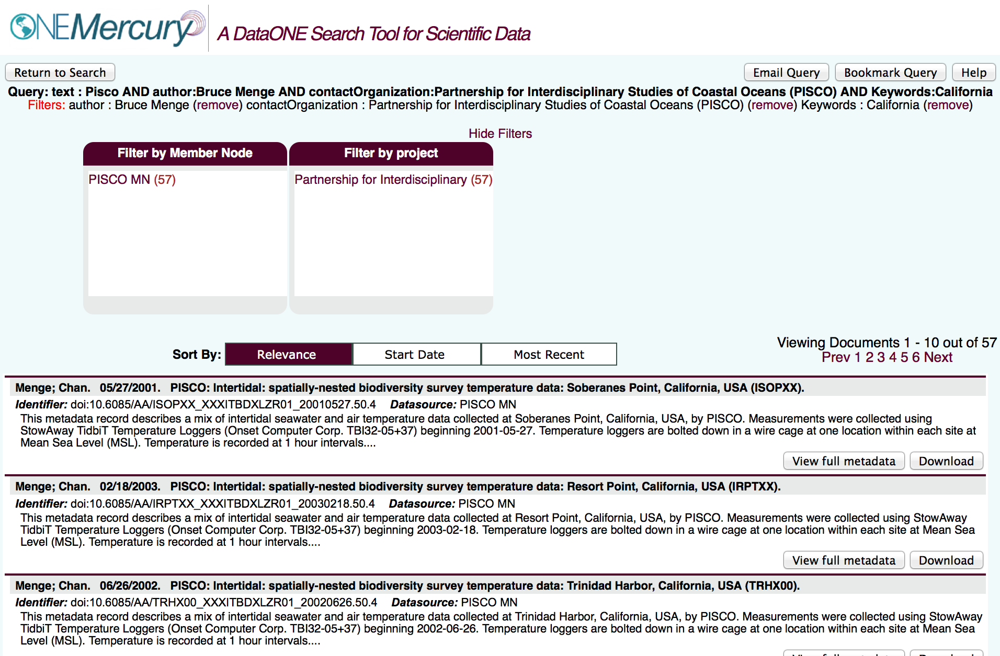 ONEMercury
A DataONE Search Tool for Scientific Data
Return to Search
Email Query
Bookmark Query
Help
Query: text : Pisco AND author:Bruce Menge AND contactOrganization:Partnership for Interdisciplinary Studies of Coastal Oceans (PISCO) AND Keywords:California
Filters: author : Bruce Menge (remove) contactOrganization : Partnership for Interdisciplinary Studies of Coastal Oceans (PISCO) (remove) Keywords : California (remove)
Hide Filters
Filter by Member Node
PISCO MN (57)
Filter by project
Partnership for Interdisciplinary (57)
Sort By:
Relevance
Start Date
Most Recent
Viewing Documents 1 - 10 out of 57
Prev 1 2 3 4 5 6 Next
Menge; Chan. 05/27/2001. PISCO: Intertidal: spatially-nested biodiversity survey temperature data: Soberanes Point, California, USA (ISOPXX).
Identifier: doi:10.6085/AA/ISOPXX_XXXITBDXLZR01_20010527.50.4 Datasource: PISCO MN
This metadata record describes a mix of intertidal seawater and air temperature data collected at Soberanes Point, California, USA, by PISCO. Measurements were collected using
StowAway TidbiT Temperature Loggers (Onset Computer Corp. TBI32-05+37) beginning 2001-05-27. Temperature loggers are bolted down in a wire cage at one location within each site at
Mean Sea Level (MSL). Temperature is recorded at 1 hour intervals....
View full metadata
Download
Menge; Chan. 02/18/2003. PISCO: Intertidal: spatially-nested biodiversity survey temperature data: Resort Point, California, USA (IRPTXX).
Identifier: doi:10.6085/AA/IRPTXX_XXXITBDXLZR01_20030218.50.4 Datasource: PISCO MN
This metadata record describes a mix of intertidal seawater and air temperature data collected at Resort Point, California, USA, by PISCO. Measurements were collected using StowAway
TidbiT Temperature Loggers (Onset Computer Corp. TBI32-05+37) beginning 2003-02-18. Temperature loggers are bolted down in a wire cage at one location within each site at Mean Sea
Level (MSL). Temperature is recorded at 1 hour intervals....
View full metadata
Download
Menge; Chan. 06/26/2002. PISCO: Intertidal: spatially-nested biodiversity survey temperature data: Trinidad Harbor, California, USA (TRHX00).
Identifier: doi:10.6085/AA/TRHX00_XXXITBDXLZR01_20020626.50.4 Datasource: PISCO MN
This metadata record describes a mix of intertidal seawater and air temperature data collected at Trinidad Harbor, California, USA, by PISCO. Measurements were collected using StowAway
TidbiT Temperature Loggers (Onset Computer Corp. TBI32-05+37) beginning 2002-06-26. Temperature loggers are bolted down in a wire cage at one location within each site at Mean Sea
Level (MSL). Temperature is recorded at 1 hour intervals....